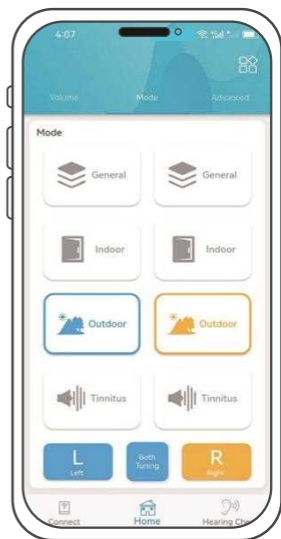 4:07
Volume Mode Advanced
Mode
General General
Indoor Indoor
Outdoor Outdoor
Tinnitus Tinnitus
L Both R
Left Tuning Right
Connect Home Hearing Che